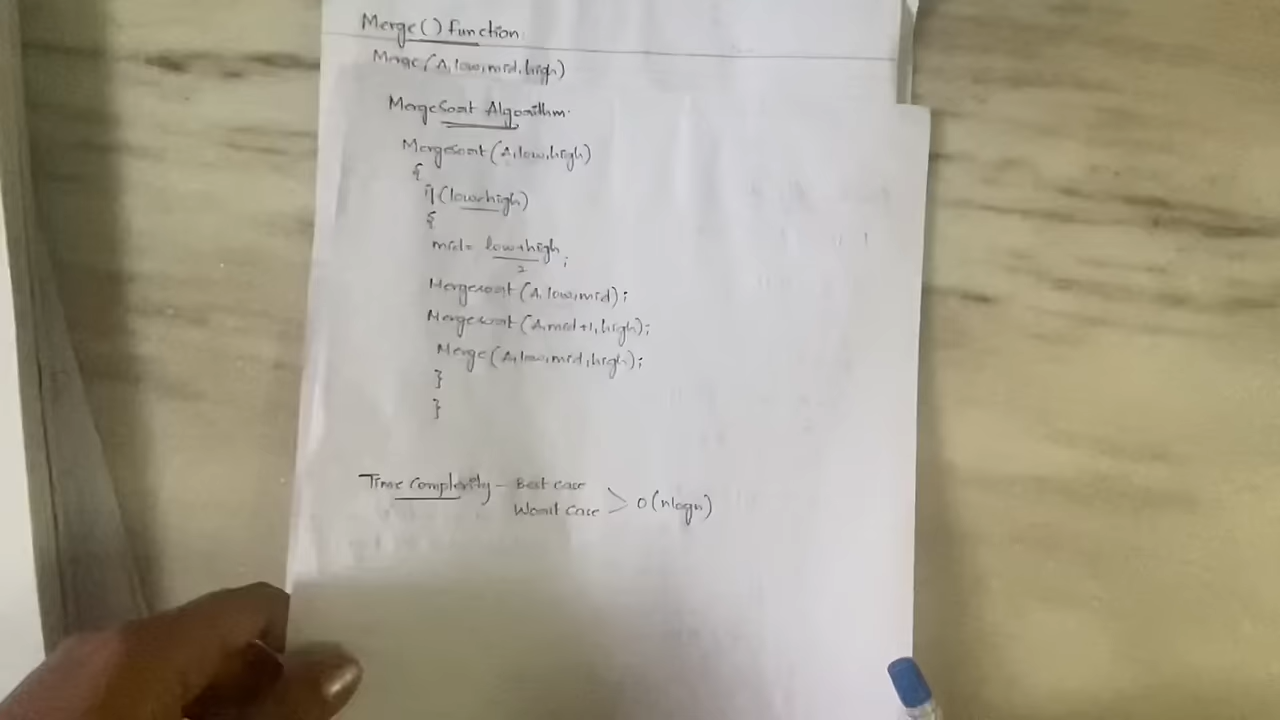 Merge() function
Merge(A,low,mid,high)
MergeSort Algorithm.
Mergesort(A,low,high)
{
if(low<high)
{
mid= low+high
2 ;
Mergesort(A,low,mid);
Mergesort(A,mid+1,high);
Merge(A,low,mid,high);
}
}
Time Complexity - Best case
Worst Case > O(nlogn)